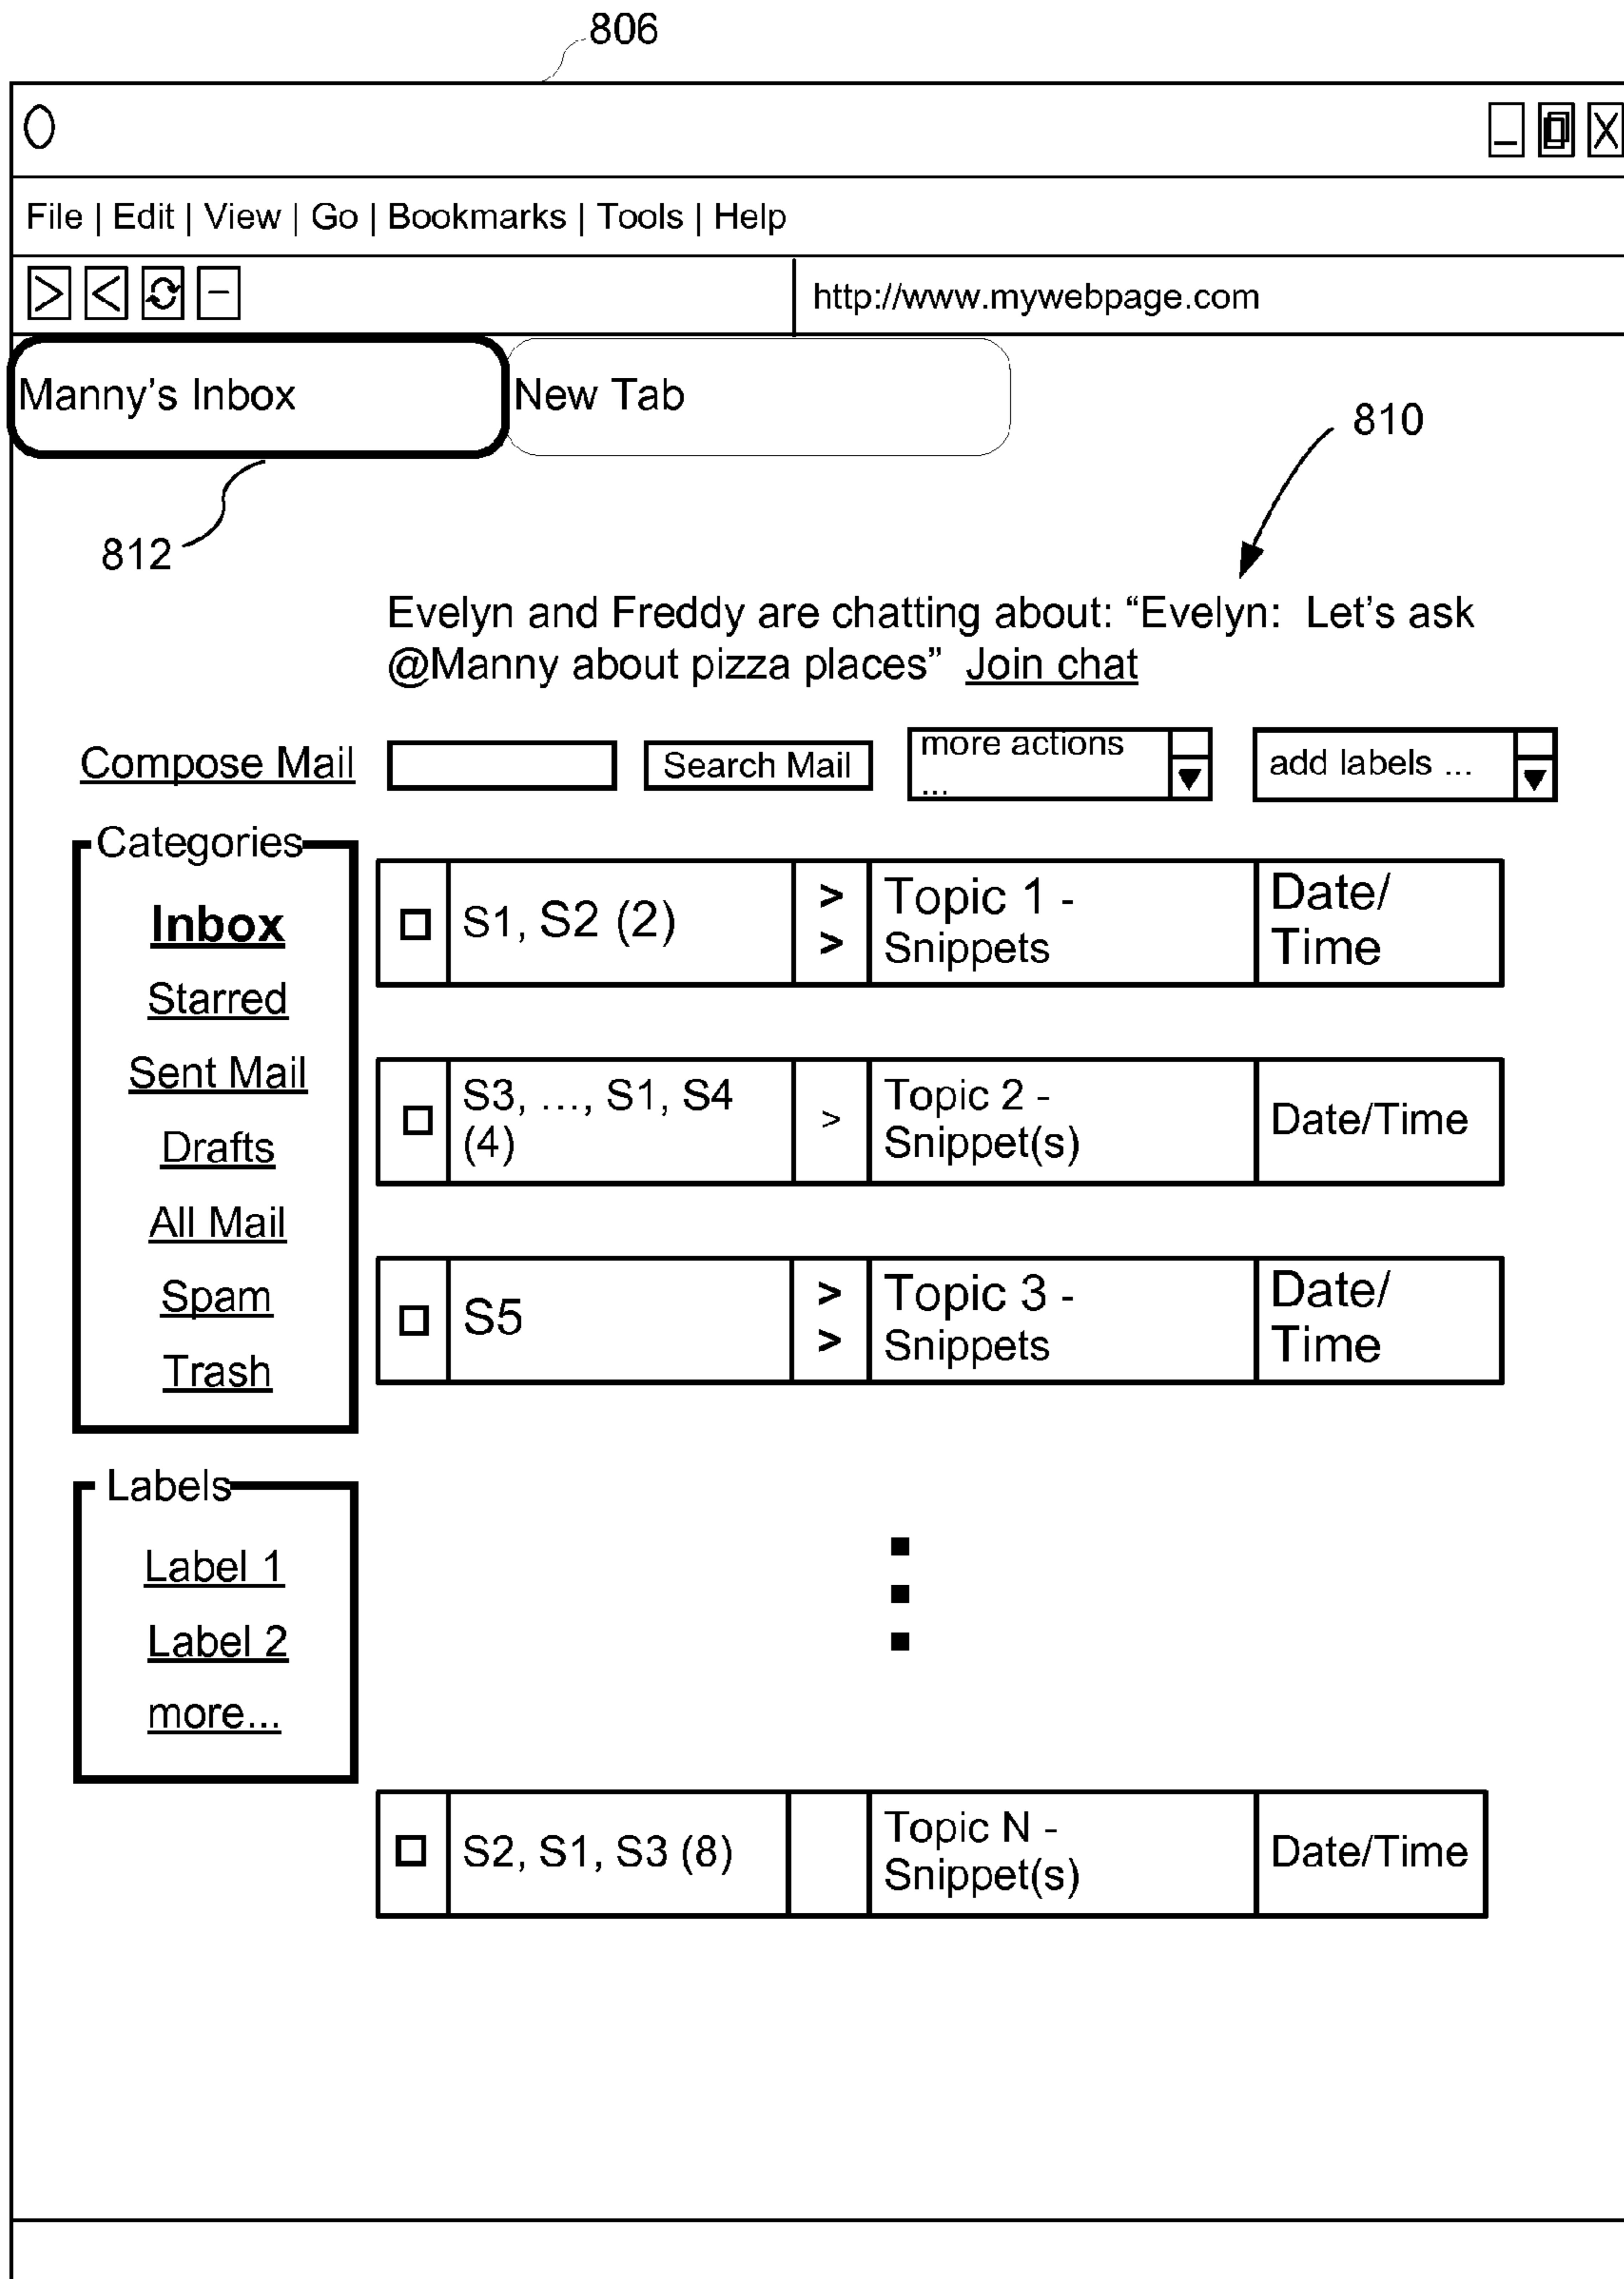 806
File | Edit | View | Go | Bookmarks | Tools | Help
http://www.mywebpage.com
Manny's Inbox
New Tab
810
812
Evelyn and Freddy are chatting about: “Evelyn:  Let's ask
@Manny about pizza places”  Join chat
Compose Mail
Search Mail
more actions
...
add labels ...
Categories
Inbox
Starred
Sent Mail
Drafts
All Mail
Spam
Trash
S1, S2 (2)
>
>
Topic 1 -
Snippets
Date/
Time
S3, ..., S1, S4
(4)
>
Topic 2 -
Snippet(s)
Date/Time
S5
>
>
Topic 3 -
Snippets
Date/
Time
Labels
Label 1
Label 2
more...
S2, S1, S3 (8)
Topic N -
Snippet(s)
Date/Time